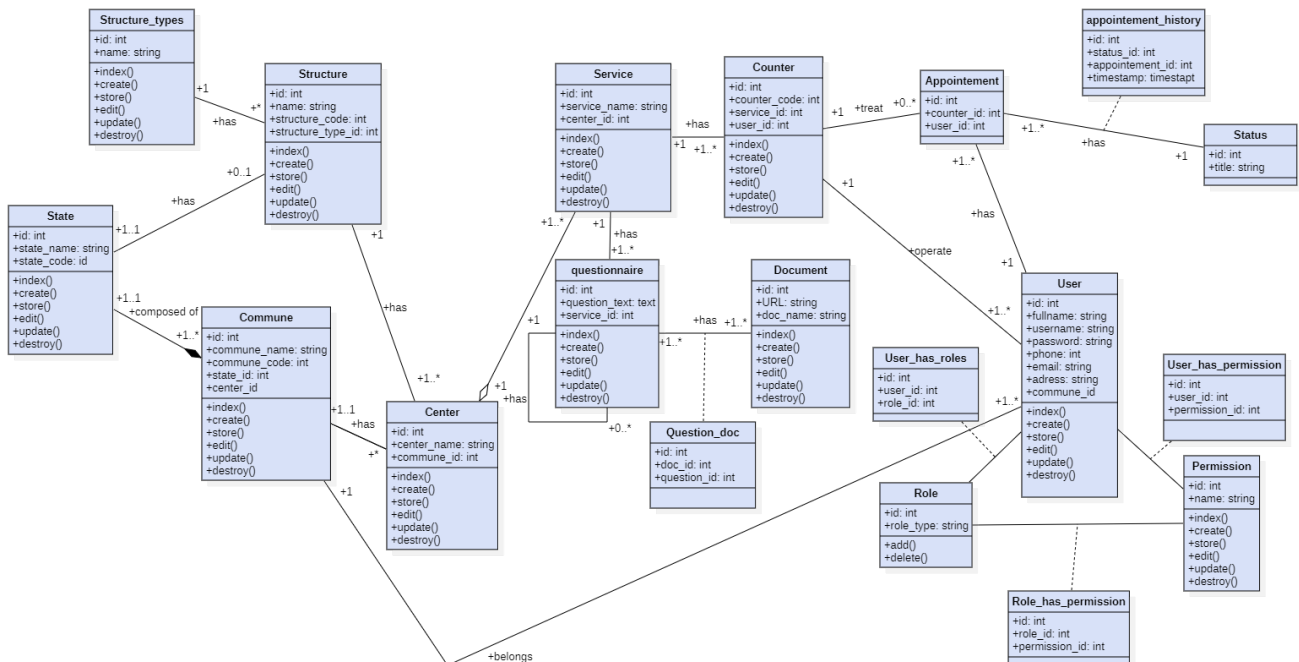 Structure_types
+id: int
+name: string
+index()
+create()
+store()
+edit()
+update()
+destroy()
+1
+has
+*
Structure
+id: int
+name: string
+structure_code: int
+structure_type_id: int
+index()
+create()
+store()
+edit()
+update()
+destroy()
+0..1
+has
+1..1
+1
+has
+1..*
State
+id: int
+state_name: string
+state_code: id
+index()
+create()
+store()
+edit()
+update()
+destroy()
+1..1
+composed of
+1..*
Commune
+id: int
+commune_name: string
+commune_code: int
+state_id: int
+center_id
+index()
+create()
+store()
+edit()
+update()
+destroy()
+1..1
+has
+*
+1
Center
+id: int
+center_name: string
+commune_id: int
+index()
+create()
+store()
+edit()
+update()
+destroy()
+1
+1..*
Service
+id: int
+service_name: string
+center_id: int
+index()
+create()
+store()
+edit()
+update()
+destroy()
+has
+1
+1..*
+1
+has
+1..*
questionnaire
+id: int
+question_text: text
+service_id: int
+index()
+create()
+store()
+edit()
+update()
+destroy()
+1
+has
+0..*
+has
+1..*
+1..*
Document
+id: int
+URL: string
+doc_name: string
+index()
+create()
+store()
+edit()
+update()
+destroy()
Question_doc
+id: int
+doc_id: int
+question_id: int
Counter
+id: int
+counter_code: int
+service_id: int
+user_id: int
+index()
+create()
+store()
+edit()
+update()
+destroy()
+1
+treat
+0..*
+1
+operate
+1..*
Appointement
+id: int
+counter_id: int
+user_id: int
+1..*
+has
+1
+1..*
+has
+1
appointement_history
+id: int
+status_id: int
+appointement_id: int
+timestamp: timestapt
Status
+id: int
+title: string
User
+id: int
+fullname: string
+username: string
+password: string
+phone: int
+email: string
+adress: string
+commune_id
+index()
+create()
+store()
+edit()
+update()
+destroy()
+1..*
User_has_roles
+id: int
+user_id: int
+role_id: int
User_has_permission
+id: int
+user_id: int
+permission_id: int
Role
+id: int
+role_type: string
+add()
+delete()
Permission
+id: int
+name: string
+index()
+create()
+store()
+edit()
+update()
+destroy()
Role_has_permission
+id: int
+role_id: int
+permission_id: int
+belongs